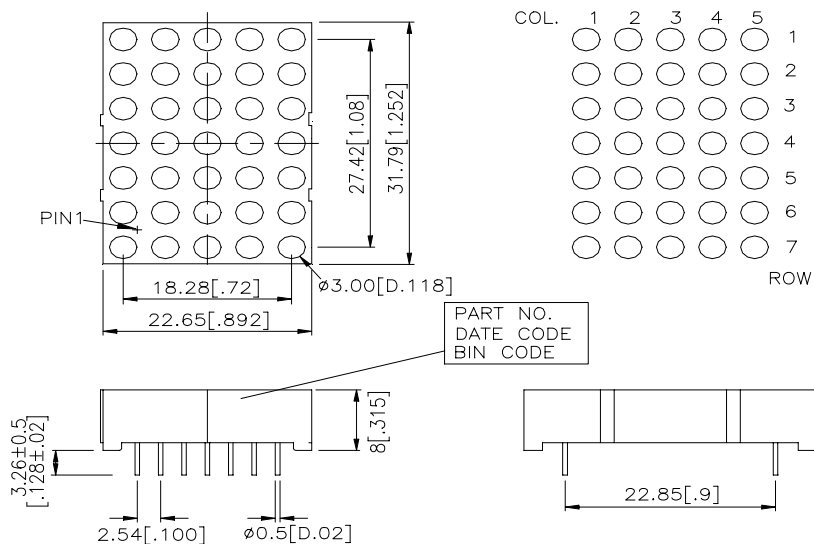 COL. 1 2 3 4 5
1
2
3
4
5
6
7
ROW
27.42[1.08]
31.79[1.252]
PIN1
18.28[.72]
ø3.00[D.118]
22.65[.892]
PART NO.
DATE CODE
BIN CODE
3.26±0.5
[.128±.02]
8[.315]
2.54[.100]
ø0.5[D.02]
22.85[.9]